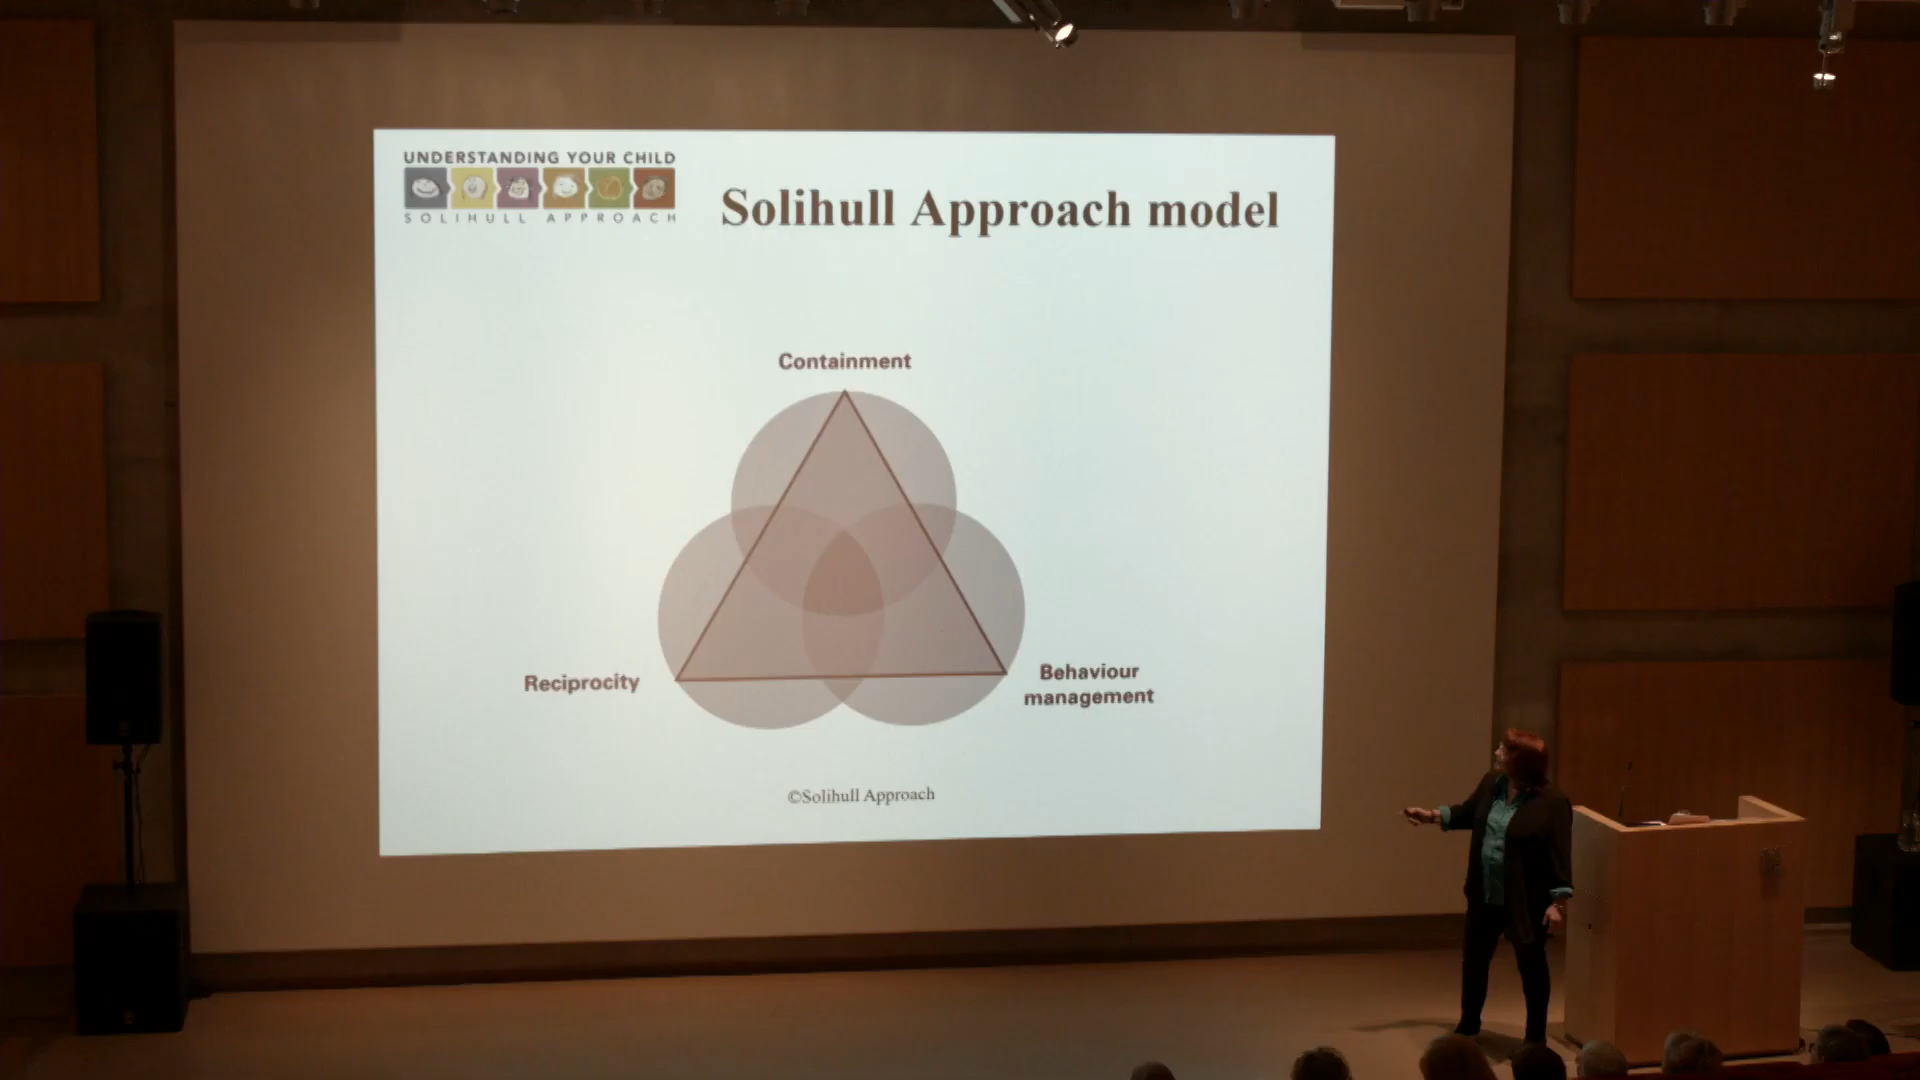 UNDERSTANDING YOUR CHILD
SOLIHULL APPROACH
Solihull Approach model
Containment
Reciprocity
Behaviour
management
©Solihull Approach